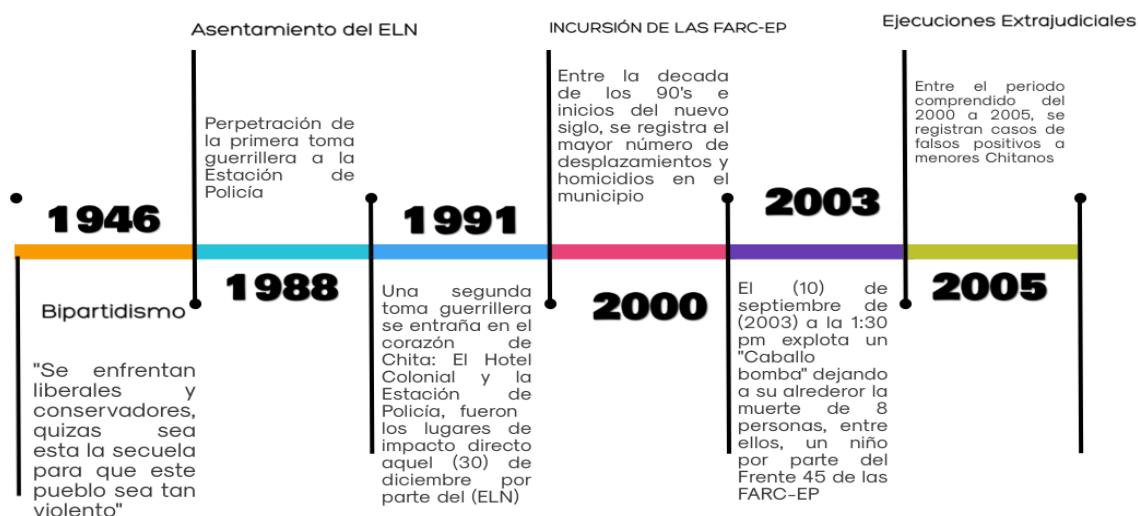 1946
Bipartidismo
"Se enfrentan
liberales y
conservadores,
quizas sea
esta la secuela
para que este
pueblo sea tan
violento"
Asentamiento del ELN
Perpetración de
la primera toma
guerrillera a la
Estación de
Policía
1988
1991
Una segunda
toma guerrillera
se entraña en el
corazón de
Chita: El Hotel
Colonial y la
Estación de
Policía, fueron
los lugares de
impacto directo
aquel (30) de
diciembre por
parte del (ELN)
INCURSIÓN DE LAS FARC-EP
Entre la decada
de los 90's e
inicios del nuevo
siglo, se registra el
mayor número de
desplazamientos y
homicidios en el
municipio
2000
2003
El (10) de
septiembre de
(2003) a la 1:30
pm explota un
"Caballo
bomba" dejando
a su alrederor la
muerte de 8
personas, entre
ellos, un niño
por parte del
Frente 45 de las
FARC-EP
Ejecuciones Extrajudiciales
Entre el periodo
comprendido del
2000 a 2005, se
registran casos de
falsos positivos a
menores Chitanos
2005